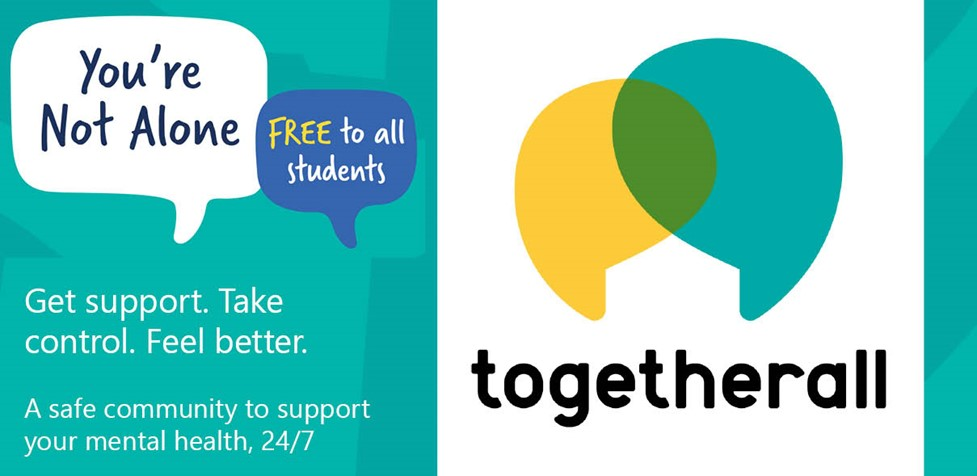 You're
Not Alone
FREE to all
students
Get support. Take
control. Feel better.
A safe community to support
your mental health, 24/7
togetherall